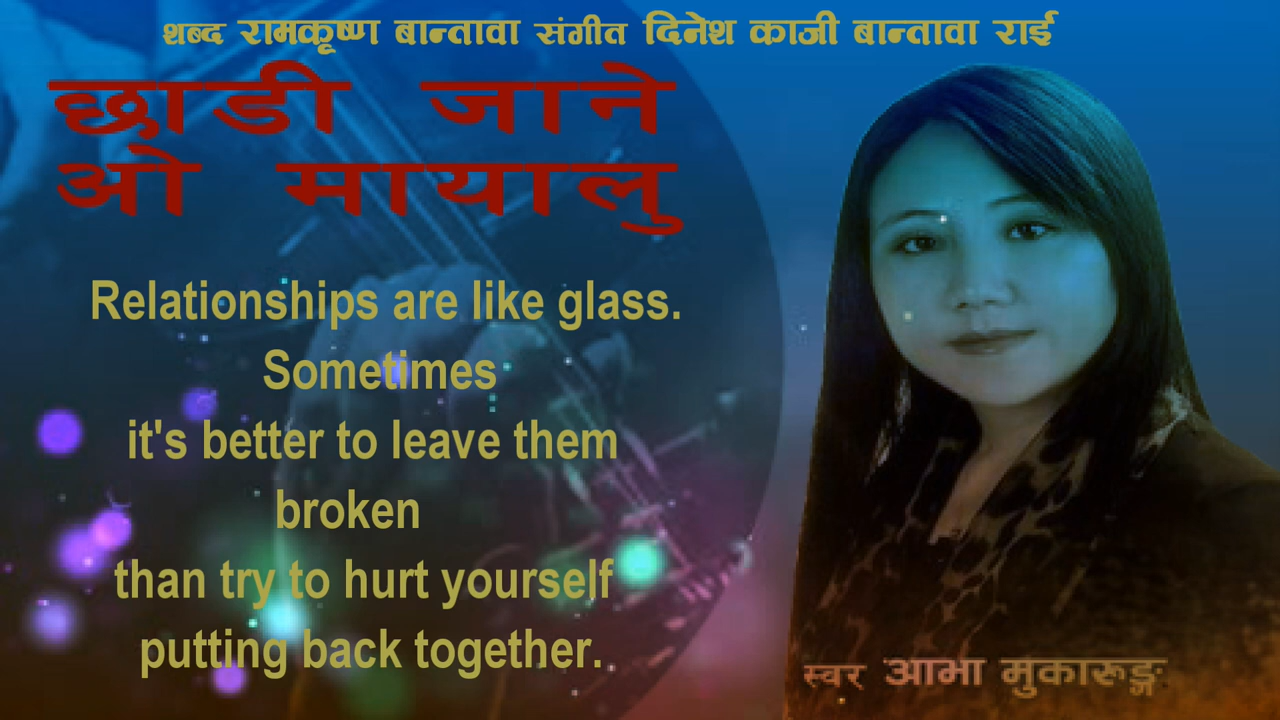 शब्द रामकृष्ण बान्तावा संगीत दिनेश काजी बान्तावा राई
छाडी जाने
ओ मायालु
Relationships are like glass.
Sometimes
it's better to leave them
broken
than try to hurt yourself
putting back together.
स्वर आभा मुकारूङ्ग